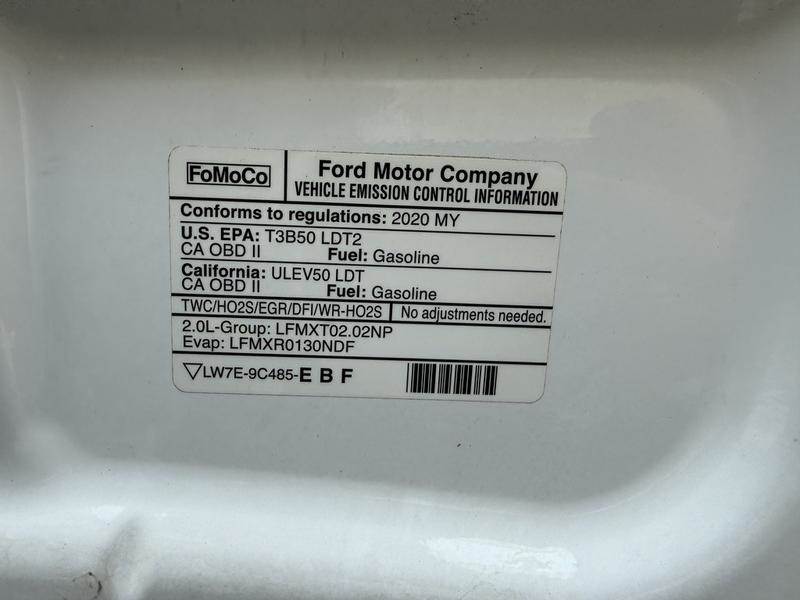 FoMoCo
Ford Motor Company
VEHICLE EMISSION CONTROL INFORMATION
Conforms to regulations: 2020 MY
U.S. EPA: T3B50 LDT2
CA OBD II Fuel: Gasoline
California: ULEV50 LDT
CA OBD II Fuel: Gasoline
TWC/HO2S/EGR/DFI/WR-HO2S No adjustments needed.
2.0L-Group: LFMXT02.02NP
Evap: LFMXR0130NDF
LW7E-9C485-E B F